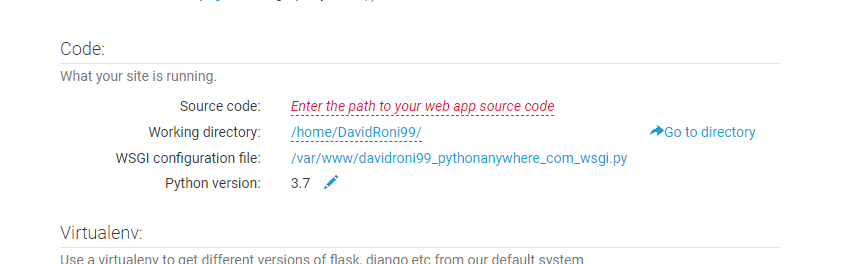 Code:
What your site is running.
Source code: Enter the path to your web app source code
Working directory: /home/DavidRoni99/ Go to directory
WSGI configuration file: /var/www/davidroni99_pythonanywhere_com_wsgi.py
Python version: 3.7
Virtualenv:
Use a virtualenv to get different versions of flask, django etc from our default system